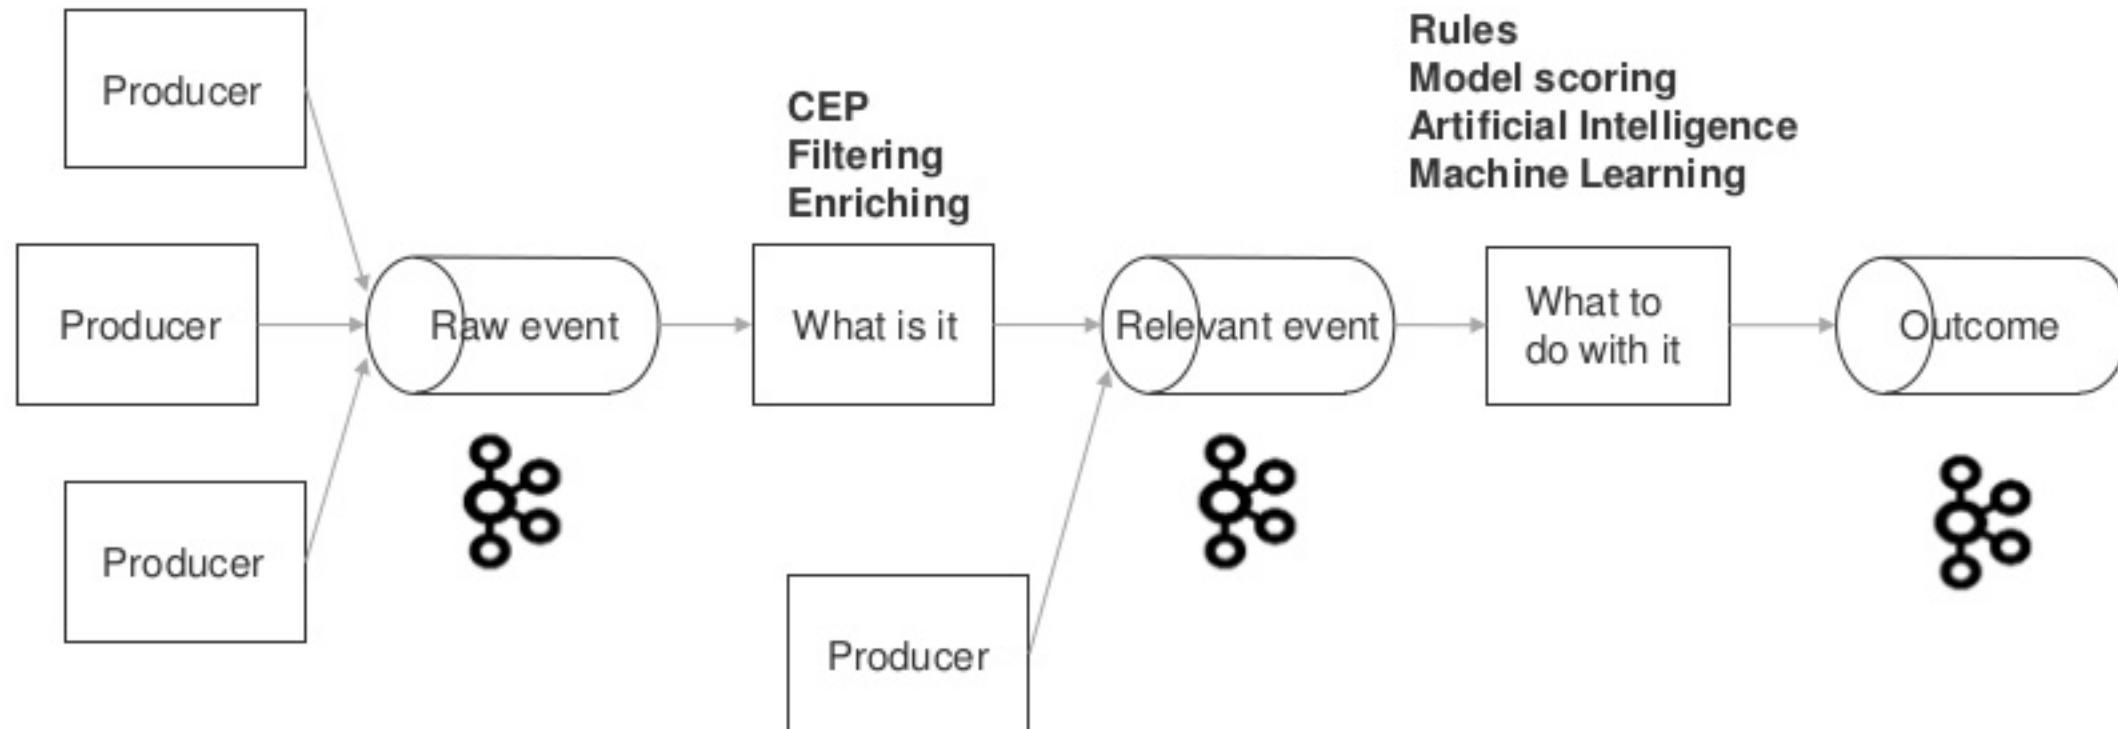 Producer
CEP
Filtering
Enriching
Rules
Model scoring
Artificial Intelligence
Machine Learning
Producer
Raw event
What is it
Relevant event
What to
do with it
Outcome
Producer
Producer